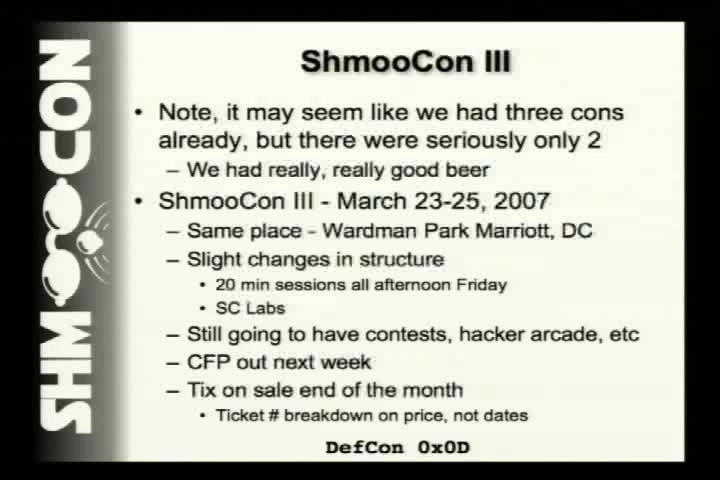 SHMOOCON
ShmooCon III
• Note, it may seem like we had three cons
already, but there were seriously only 2
– We had really, really good beer
• ShmooCon III - March 23-25, 2007
– Same place - Wardman Park Marriott, DC
– Slight changes in structure
• 20 min sessions all afternoon Friday
• SC Labs
– Still going to have contests, hacker arcade, etc
– CFP out next week
– Tix on sale end of the month
• Ticket # breakdown on price, not dates
DefCon 0x0D